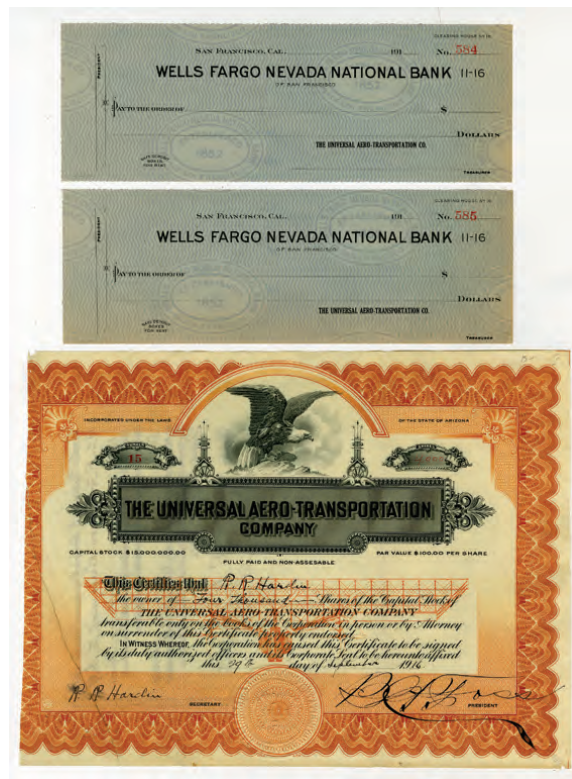 CLEARING HOUSE No 16
SAN FRANCISCO, CAL. 191 No. 584
WELLS FARGO NEVADA NATIONAL BANK 11-16
OF SAN FRANCISCO
1852
PRESIDENT
PAY TO THE ORDER OF $
DOLLARS
1852
THE UNIVERSAL AERO-TRANSPORTATION CO.
TREASURER
SAN FRANCISCO, CAL. 191 No. 585
WELLS FARGO NEVADA NATIONAL BANK 11-16
OF SAN FRANCISCO
PRESIDENT
PAY TO THE ORDER OF $
1852
DOLLARS
THE UNIVERSAL AERO-TRANSPORTATION CO.
TREASURER
INCORPORATED UNDER THE LAWS OF THE STATE OF ARIZONA
15
THE UNIVERSAL AERO-TRANSPORTATION
COMPANY
CAPITAL STOCK $15,000,000.00 PAR VALUE $100.00 PER SHARE
FULLY PAID AND NON-ASSESABLE
This Certifies that R R Hardin
the owner of Four Thousand Shares of the Capital Stock of
THE UNIVERSAL AERO-TRANSPORTATION COMPANY
transferable only on the books of the Corporation in person or by Attorney
on surrender of this Certificate properly endorsed.
IN WITNESS WHEREOF, the Corporation has caused this Certificate to be signed
by its duly authorized officers and its Corporate Seal to be hereunto affixed
this 29th day of September 1916
R R Hardin
SECRETARY PRESIDENT